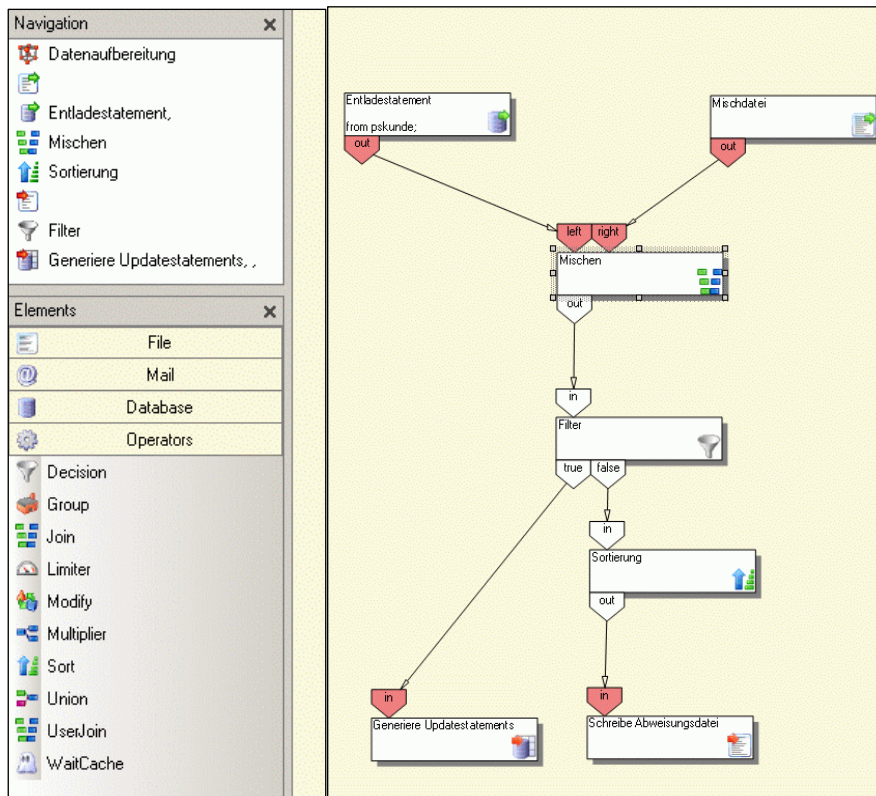 Navigation
Datenaufbereitung
Entladestatement,
Mischen
Sortierung
Filter
Generiere Updatestatements, ,
Elements
File
Mail
Database
Operators
Decision
Group
Join
Limiter
Modify
Multiplier
Sort
Union
UserJoin
WaitCache
Entladestatement
from pskunde;
out
Mischdatei
out
left right
Mischen
out
in
Filter
true false
in
Sortierung
out
in
Generiere Updatestatements
in
Schreibe Abweisungsdatei